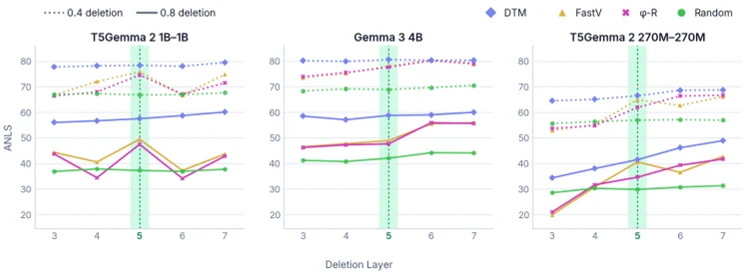 0.4 deletion 0.8 deletion DTM FastV φ-R Random
T5Gemma 2 1B–1B Gemma 3 4B T5Gemma 2 270M–270M
80 80 80
70 70 70
60 60 60
50 50 50
40 40 40
30 30 30
20 20 20
ANLS
3 4 5 6 7 3 4 5 6 7 3 4 5 6 7
Deletion Layer